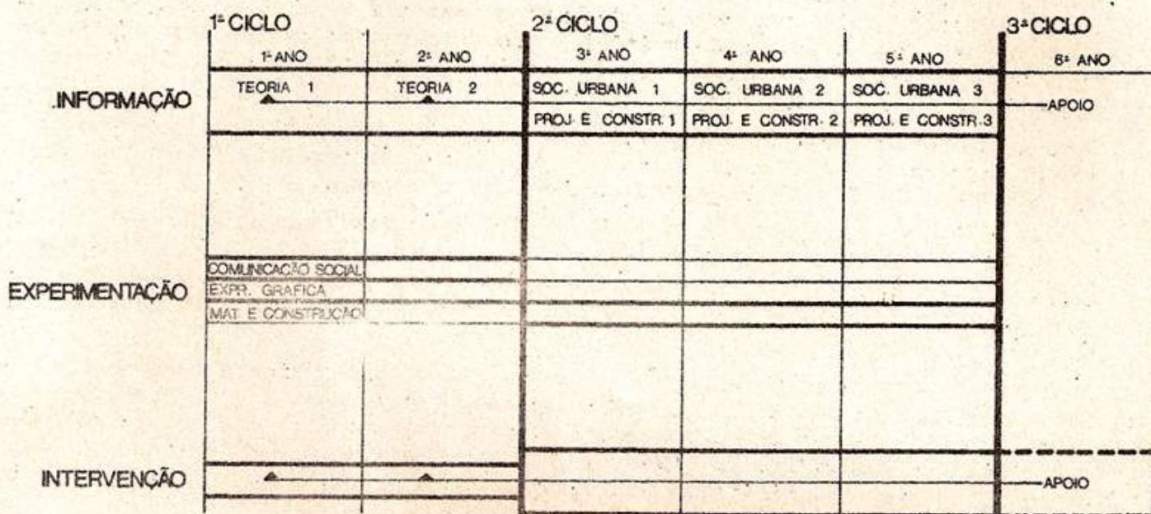 1º CICLO 2º CICLO 3º CICLO
1º ANO 2º ANO 3º ANO 4º ANO 5º ANO 6º ANO
INFORMAÇÃO TEORIA 1 TEORIA 2 SOC. URBANA 1 SOC. URBANA 2 SOC. URBANA 3 APOIO
PROJ. E CONSTR. 1 PROJ. E CONSTR. 2 PROJ. E CONSTR. 3
COMUNICAÇÃO SOCIAL
EXPERIMENTAÇÃO EXPR. GRAFICA
MAT. E CONSTRUÇÃO
INTERVENÇÃO APOIO